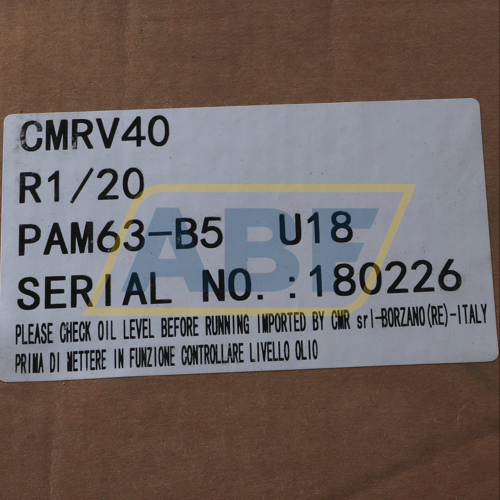 CMRV40
R1/20
PAM63-B5 U18
SERIAL NO.:180226
PLEASE CHECK OIL LEVEL BEFORE RUNNING IMPORTED BY CMR srl-BORZANO(RE)-ITALY
PRIMA DI METTERE IN FUNZIONE CONTROLLARE LIVELLO OLIO
ABF